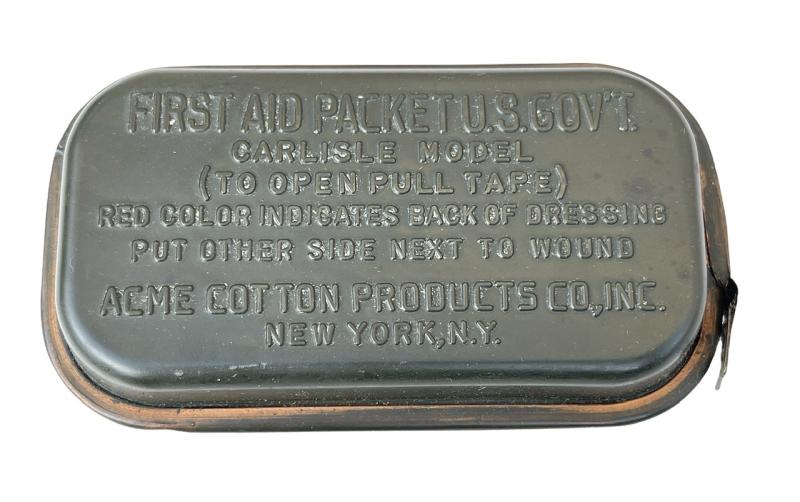 FIRST AID PACKET U.S. GOV'T.
CARLISLE MODEL
(TO OPEN PULL TAPE)
RED COLOR INDICATES BACK OF DRESSING
PUT OTHER SIDE NEXT TO WOUND
ACME COTTON PRODUCTS CO., INC.
NEW YORK, N.Y.